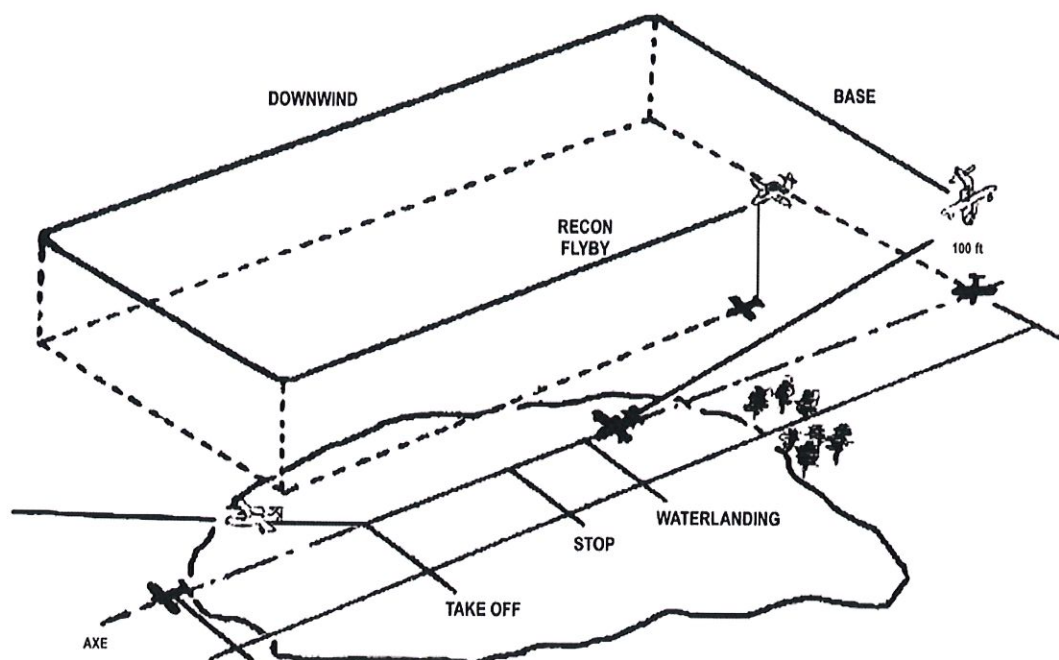 DOWNWIND
BASE
RECON
FLYBY
100 ft
WATERLANDING
STOP
TAKE OFF
AXE